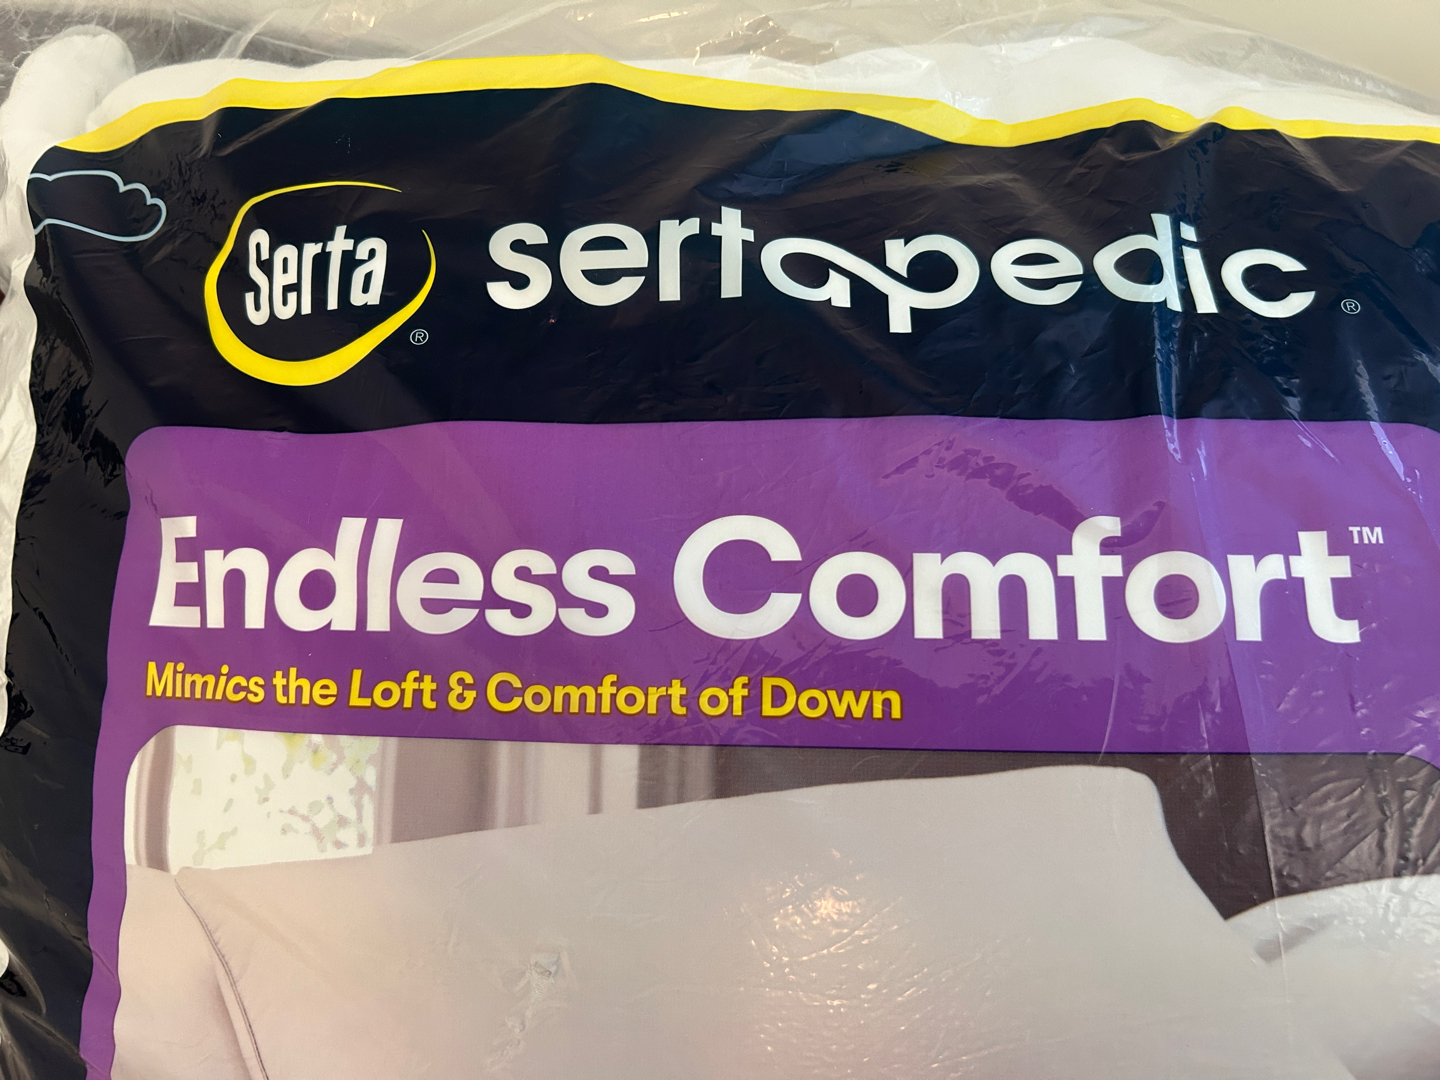 Serta®
sertapedic®
Endless Comfort™
Mimics the Loft & Comfort of Down